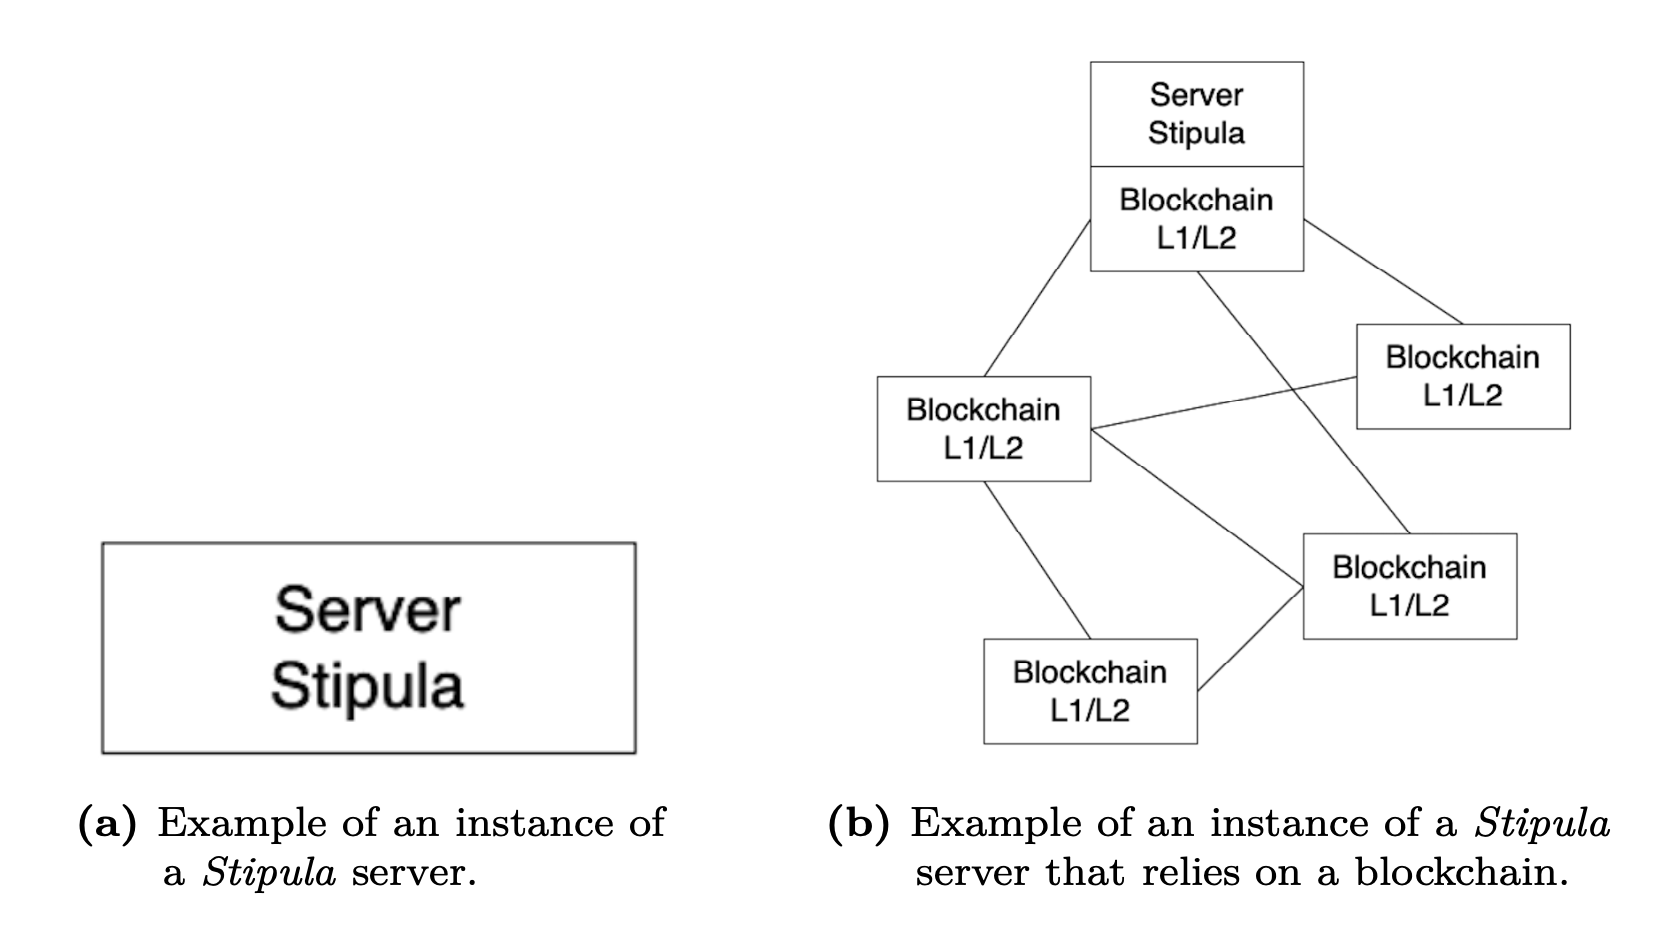 Server
Stipula
(a) Example of an instance of
a Stipula server.
Server
Stipula
Blockchain
L1/L2
Blockchain
L1/L2
Blockchain
L1/L2
Blockchain
L1/L2
Blockchain
L1/L2
(b) Example of an instance of a Stipula
server that relies on a blockchain.